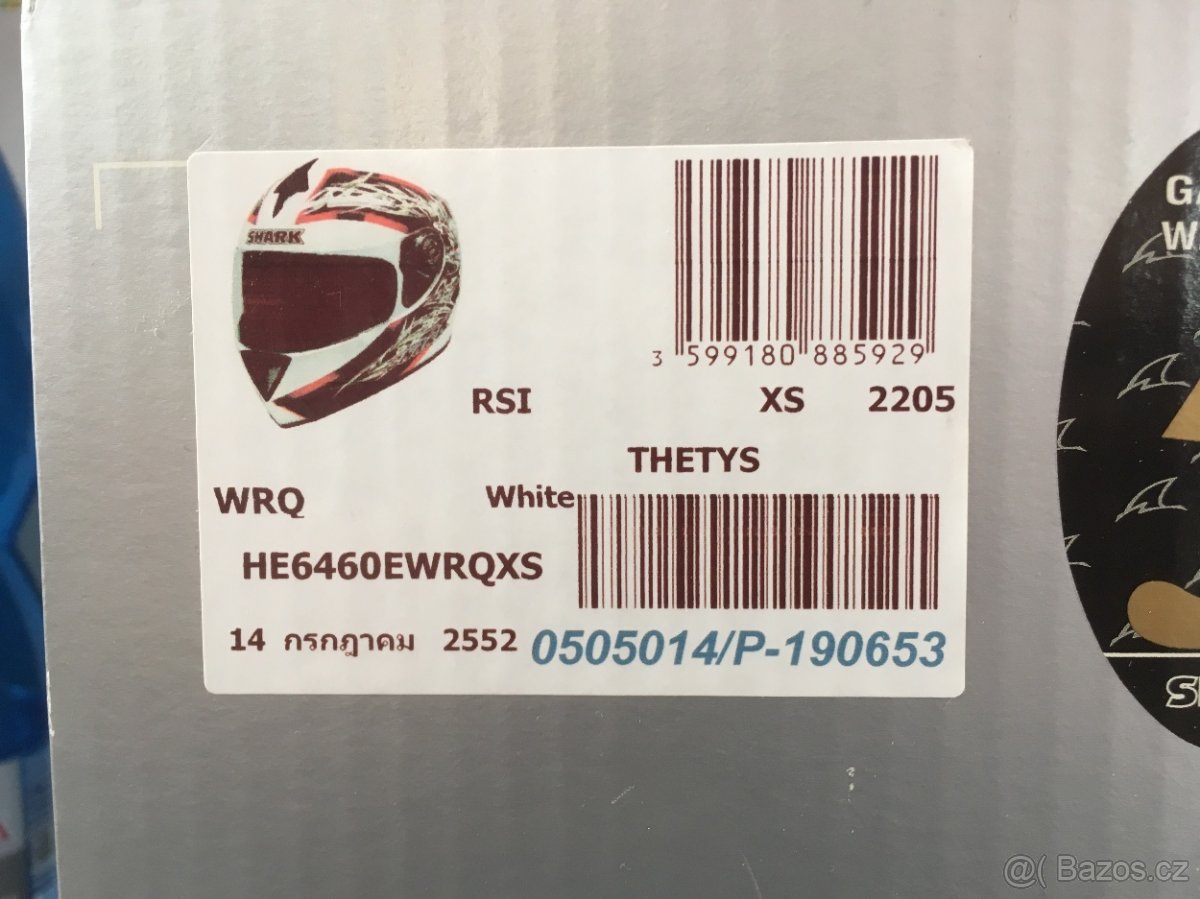 SHARK
3 599180 885929
RSI XS 2205
THETYS
WRQ White
HE6460EWRQXS
14 กรกฎาคม 2552 0505014/P-190653
@( Bazos.cz